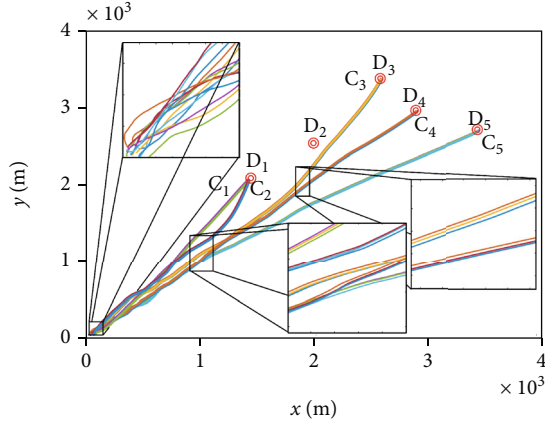 4 × 10³
D₃
C₃
D₄
3
C₄
D₂
D₅
C₅
y (m)
D₁
2
C₁
C₂
1
0
0
1
2
3
4
× 10³
x (m)